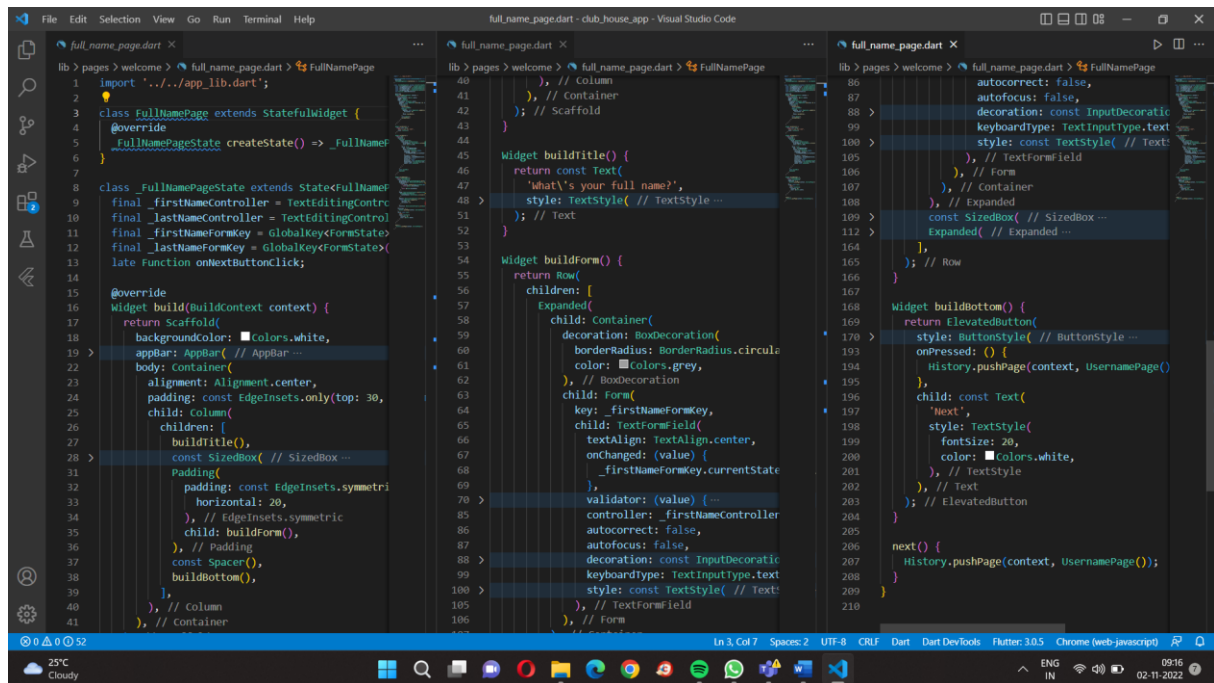 File Edit Selection View Go Run Terminal Help
full_name_page.dart - club_house_app - Visual Studio Code
full_name_page.dart
lib > pages > welcome > full_name_page.dart > FullNamePage
1 import '../../app_lib.dart';
2
3 class FullNamePage extends StatefulWidget {
4 @override
5 _FullNamePageState createState() => _FullNameP
6 }
7
8 class _FullNamePageState extends State<FullNameP
9 final _firstNameController = TextEditingContro
10 final _lastNameController = TextEditingControl
11 final _firstNameFormKey = GlobalKey<FormState>
12 final _lastNameFormKey = GlobalKey<FormState>(
13 late Function onNextButtonClick;
14
15 @override
16 Widget build(BuildContext context) {
17 return Scaffold(
18 backgroundColor: Colors.white,
19 > appBar: AppBar( // AppBar ...
22 body: Container(
23 alignment: Alignment.center,
24 padding: const EdgeInsets.only(top: 30,
25 child: Column(
26 children: [
27 buildTitle(),
28 > const SizedBox( // SizedBox ...
31 Padding(
32 padding: const EdgeInsets.symmetri
33 horizontal: 20,
34 ), // EdgeInsets.symmetric
35 child: buildForm(),
36 ), // Padding
37 const Spacer(),
38 buildBottom(),
39 ],
40 ), // Column
41 ), // Container
full_name_page.dart
lib > pages > welcome > full_name_page.dart > FullNamePage
40 ), // Column
41 ), // Container
42 ); // Scaffold
43 }
44
45 Widget buildTitle() {
46 return const Text(
47 'What\'s your full name?',
48 > style: TextStyle( // TextStyle ...
51 ); // Text
52 }
53
54 Widget buildForm() {
55 return Row(
56 children: [
57 Expanded(
58 child: Container(
59 decoration: BoxDecoration(
60 borderRadius: BorderRadius.circula
61 color: Colors.grey,
62 ), // BoxDecoration
63 child: Form(
64 key: _firstNameFormKey,
65 child: TextFormField(
66 textAlign: TextAlign.center,
67 onChanged: (value) {
68 _firstNameFormKey.currentState
69 },
70 > validator: (value) { ...
85 controller: _firstNameController
86 autocorrect: false,
87 autofocus: false,
88 > decoration: const InputDecoratio
99 keyboardType: TextInputType.text
100 > style: const TextStyle( // Text
105 ), // TextFormField
106 ), // Form
full_name_page.dart
lib > pages > welcome > full_name_page.dart > FullNamePage
86 autocorrect: false,
87 autofocus: false,
88 > decoration: const InputDecoratio
99 keyboardType: TextInputType.text
100 > style: const TextStyle( // Text
105 ), // TextFormField
106 ), // Form
107 ), // Container
108 ), // Expanded
109 > const SizedBox( // SizedBox ...
112 > Expanded( // Expanded ...
164 ],
165 ); // Row
166 }
167
168 Widget buildBottom() {
169 return ElevatedButton(
170 > style: ButtonStyle( // ButtonStyle ...
193 onPressed: () {
194 History.pushPage(context, UsernamePage()
195 },
196 child: const Text(
197 'Next',
198 style: TextStyle(
199 fontSize: 20,
200 color: Colors.white,
201 ), // TextStyle
202 ), // Text
203 ); // ElevatedButton
204 }
205
206 next() {
207 History.pushPage(context, UsernamePage());
208 }
209 }
210
0 0 52
Ln 3, Col 7 Spaces: 2 UTF-8 CRLF Dart Dart DevTools Flutter: 3.0.5 Chrome (web-javascript)
25°C
Cloudy
ENG
IN
09:16
02-11-2022